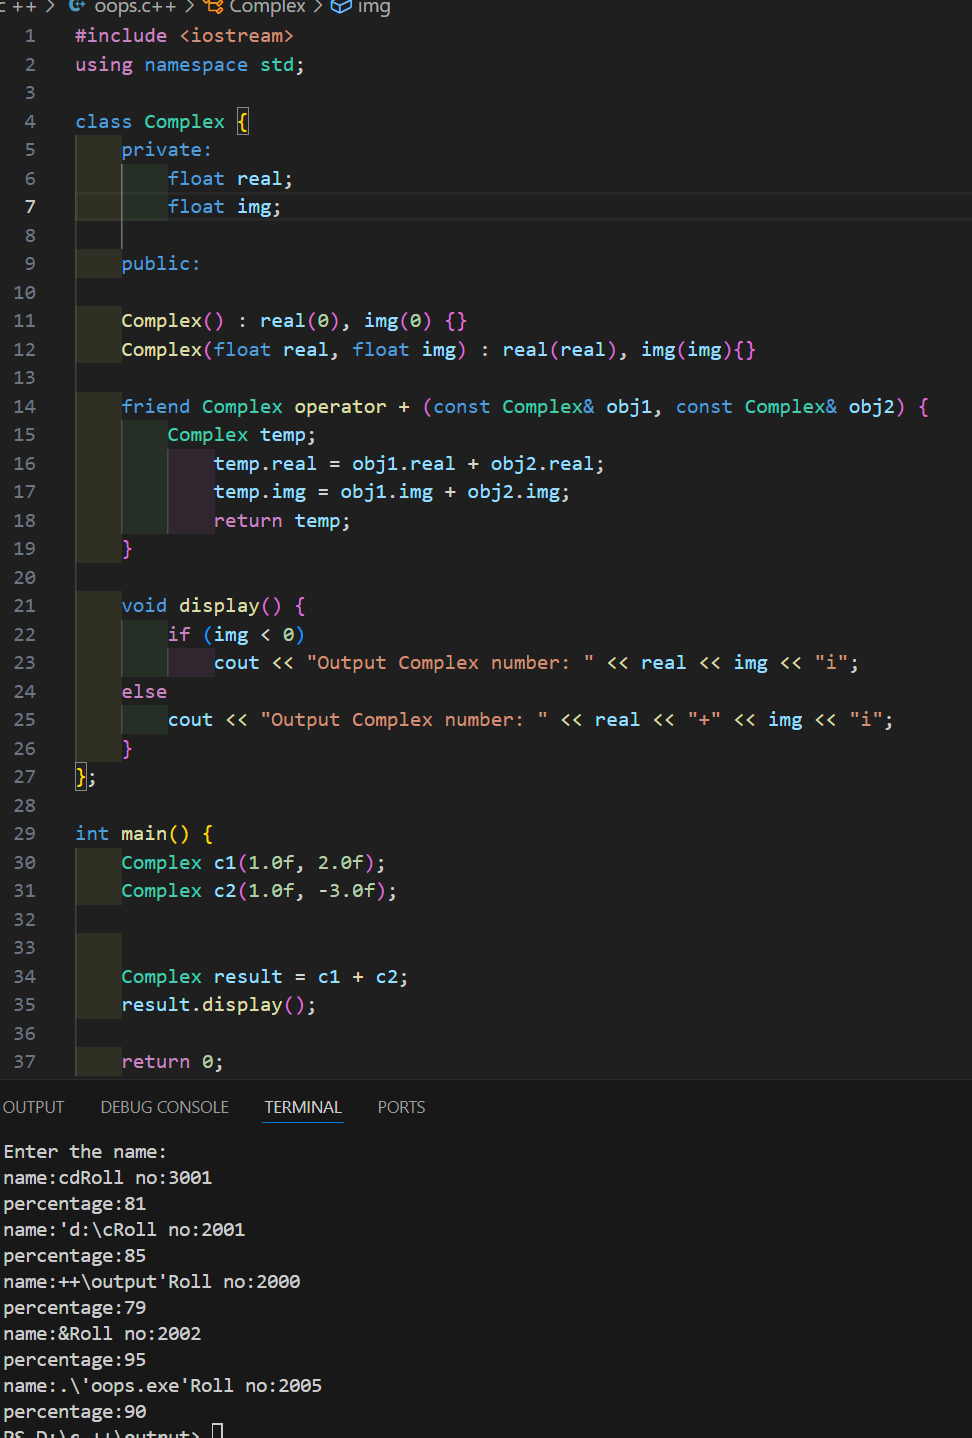 c ++ > oops.c++ > Complex > img
1 #include <iostream>
2 using namespace std;
3
4 class Complex {
5 private:
6 float real;
7 float img;
8
9 public:
10
11 Complex() : real(0), img(0) {}
12 Complex(float real, float img) : real(real), img(img){}
13
14 friend Complex operator + (const Complex& obj1, const Complex& obj2) {
15 Complex temp;
16 temp.real = obj1.real + obj2.real;
17 temp.img = obj1.img + obj2.img;
18 return temp;
19 }
20
21 void display() {
22 if (img < 0)
23 cout << "Output Complex number: " << real << img << "i";
24 else
25 cout << "Output Complex number: " << real << "+" << img << "i";
26 }
27 };
28
29 int main() {
30 Complex c1(1.0f, 2.0f);
31 Complex c2(1.0f, -3.0f);
32
33
34 Complex result = c1 + c2;
35 result.display();
36
37 return 0;
OUTPUT DEBUG CONSOLE TERMINAL PORTS
Enter the name:
name:cdRoll no:3001
percentage:81
name:'d:\cRoll no:2001
percentage:85
name:++\output'Roll no:2000
percentage:79
name:&Roll no:2002
percentage:95
name:.\'oops.exe'Roll no:2005
percentage:90
PS D:\c ++\output>